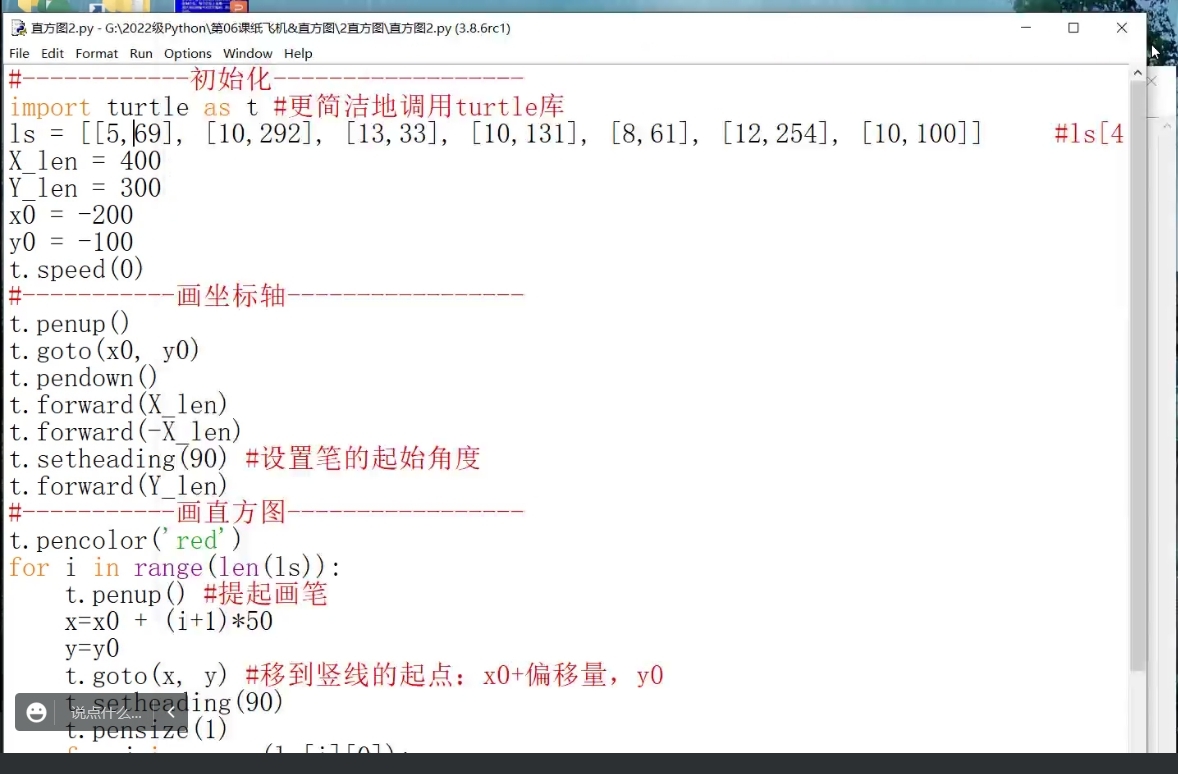 直方图2.py - G:\2022级Python\第06课纸飞机&直方图\2直方图\直方图2.py (3.8.6rc1)
File Edit Format Run Options Window Help
#------------初始化------------------
import turtle as t #更简洁地调用turtle库
ls = [[5,69], [10,292], [13,33], [10,131], [8,61], [12,254], [10,100]] #ls[4
X_len = 400
Y_len = 300
x0 = -200
y0 = -100
t.speed(0)
#-----------画坐标轴-----------------
t.penup()
t.goto(x0, y0)
t.pendown()
t.forward(X_len)
t.forward(-X_len)
t.setheading(90) #设置笔的起始角度
t.forward(Y_len)
#-----------画直方图-----------------
t.pencolor('red')
for i in range(len(ls)):
    t.penup() #提起画笔
    x=x0 + (i+1)*50
    y=y0
    t.goto(x, y) #移到竖线的起点：x0+偏移量，y0
    t.setheading(90)
说点什么...
    t.pensize(1)